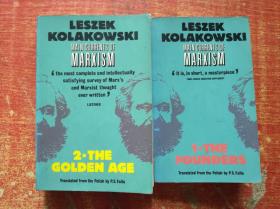 LESZEK
KOLAKOWSKI
MAIN CURRENTS OF
MARXISM
“the most complete and intellectually
satisfying survey of Marx's
and Marxist thought
ever written”
LISTENER
2-THE
GOLDEN AGE
Translated from the Polish by P.S. Falla
LESZEK
KOLAKOWSKI
MAIN CURRENTS OF
MARXISM
“it is, in short, a masterpiece”
1-THE
FOUNDERS
Translated from the Polish by P.S. Falla